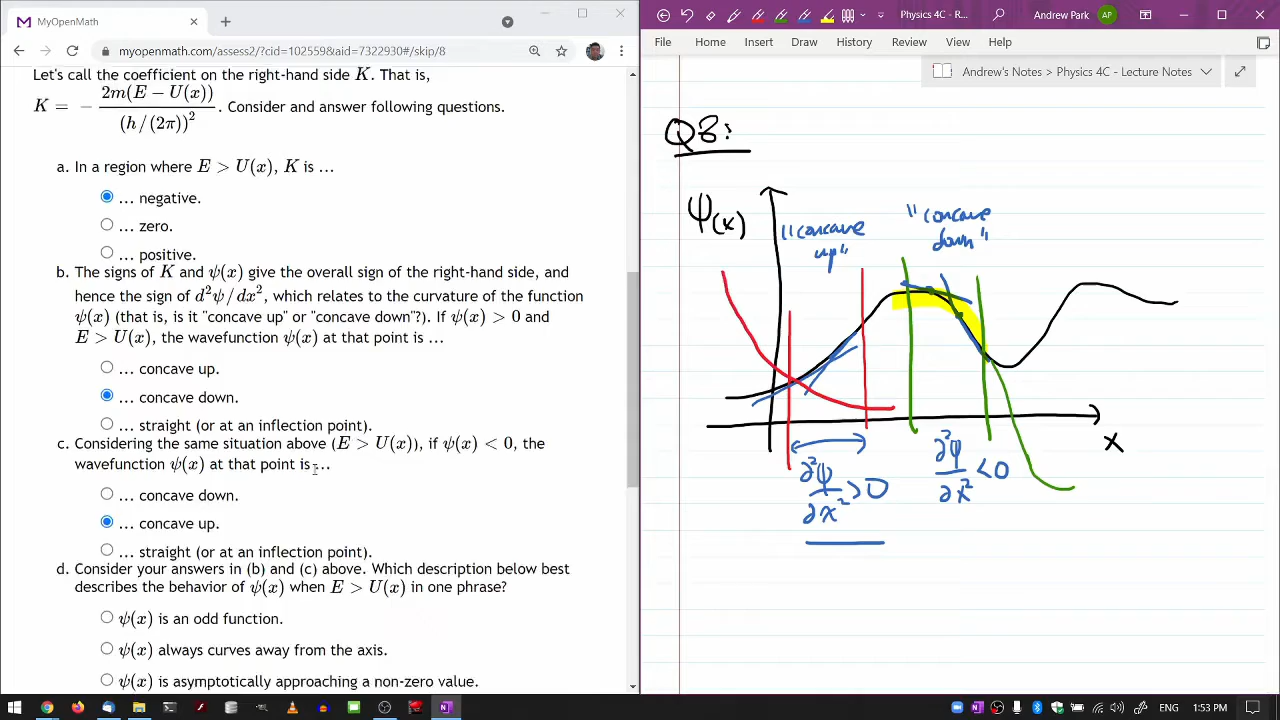 MyOpenMath
myopenmath.com/assess2/?cid=102559&aid=7322930#/skip/8
Let's call the coefficient on the right-hand side K. That is,
K = − 2m(E − U(x)) / (h/(2π))². Consider and answer following questions.
a. In a region where E > U(x), K is ...
... negative.
... zero.
... positive.
b. The signs of K and ψ(x) give the overall sign of the right-hand side, and
hence the sign of d²ψ/dx², which relates to the curvature of the function
ψ(x) (that is, is it "concave up" or "concave down"?). If ψ(x) > 0 and
E > U(x), the wavefunction ψ(x) at that point is ...
... concave up.
... concave down.
... straight (or at an inflection point).
c. Considering the same situation above (E > U(x)), if ψ(x) < 0, the
wavefunction ψ(x) at that point is ...
... concave down.
... concave up.
... straight (or at an inflection point).
d. Consider your answers in (b) and (c) above. Which description below best
describes the behavior of ψ(x) when E > U(x) in one phrase?
ψ(x) is an odd function.
ψ(x) always curves away from the axis.
ψ(x) is asymptotically approaching a non-zero value.
Physics 4C - R...
Andrew Park
AP
File Home Insert Draw History Review View Help
Andrew's Notes > Physics 4C - Lecture Notes
Q8:
ψ(x)
"concave
up"
"concave
down"
x
∂²ψ/∂x² > 0
∂²ψ/∂x² < 0
ENG
1:53 PM